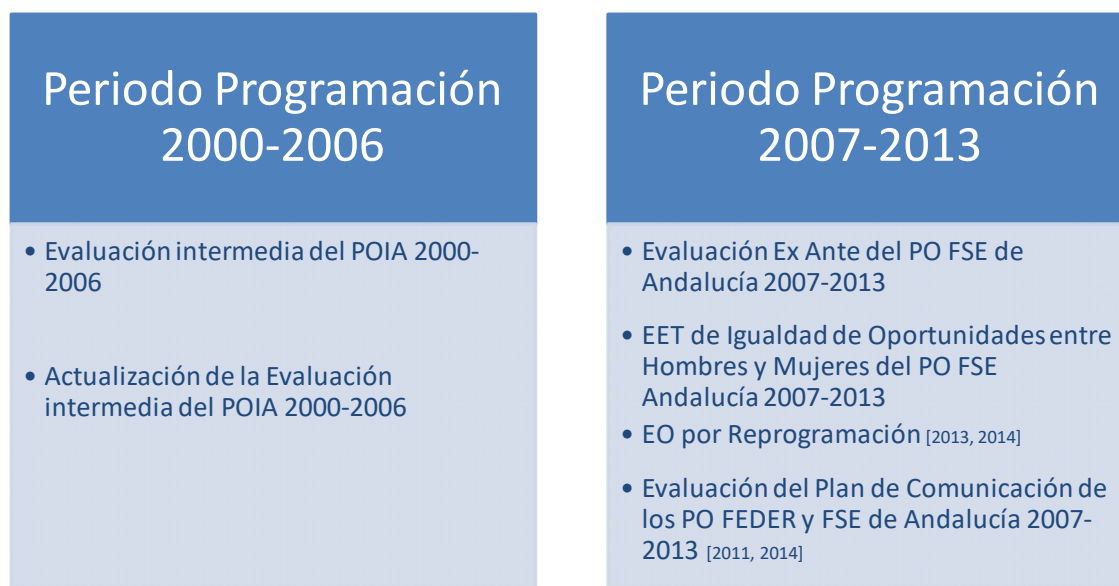 Periodo Programación
2000-2006
• Evaluación intermedia del POIA 2000-
2006
• Actualización de la Evaluación
intermedia del POIA 2000-2006
Periodo Programación
2007-2013
• Evaluación Ex Ante del PO FSE de
Andalucía 2007-2013
• EET de Igualdad de Oportunidades entre
Hombres y Mujeres del PO FSE
Andalucía 2007-2013
• EO por Reprogramación [2013, 2014]
• Evaluación del Plan de Comunicación de
los PO FEDER y FSE de Andalucía 2007-
2013 [2011, 2014]